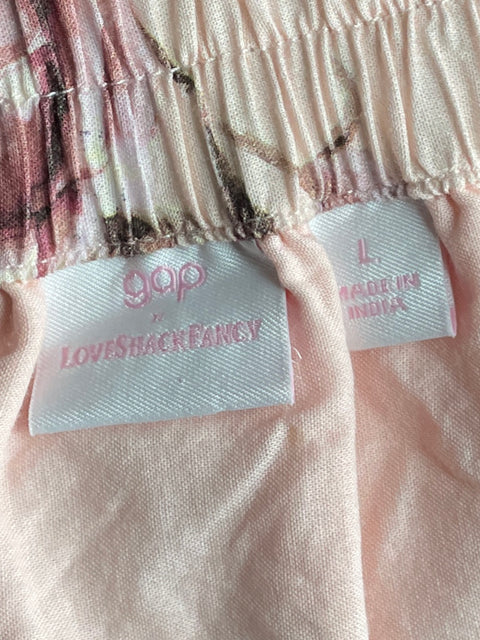 gap
×
LOVESHACKFANCY
L
MADE IN
INDIA